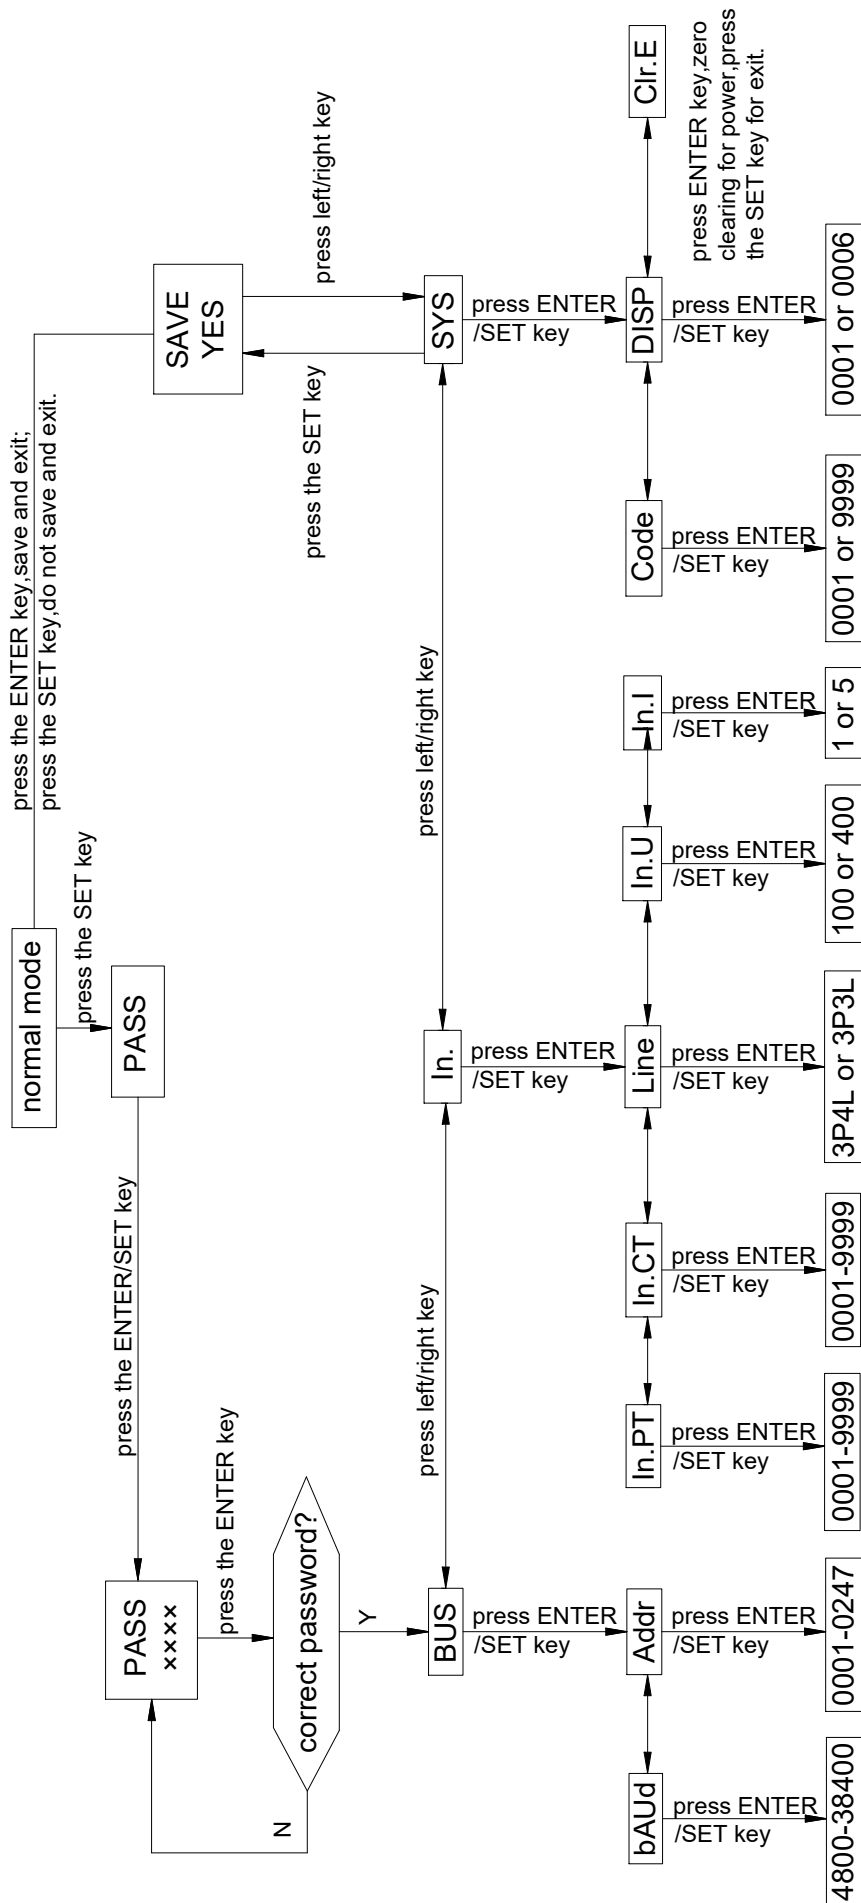 normal mode
press the ENTER key,save and exit;
press the SET key,do not save and exit.
press the SET key
PASS
press the ENTER/SET key
PASS
××××
press the ENTER key
correct password?
N
Y
SAVE
YES
press the SET key
press left/right key
BUS
press left/right key
In.
press left/right key
SYS
press ENTER
/SET key
press ENTER
/SET key
press ENTER
/SET key
bAUd
Addr
In.PT
In.CT
Line
In.U
In.I
Code
DISP
Clr.E
press ENTER
/SET key
press ENTER
/SET key
press ENTER
/SET key
press ENTER
/SET key
press ENTER
/SET key
press ENTER
/SET key
press ENTER
/SET key
press ENTER
/SET key
press ENTER
/SET key
press ENTER key,zero
clearing for power,press
the SET key for exit.
4800-38400
0001-0247
0001-9999
0001-9999
3P4L or 3P3L
100 or 400
1 or 5
0001 or 9999
0001 or 0006